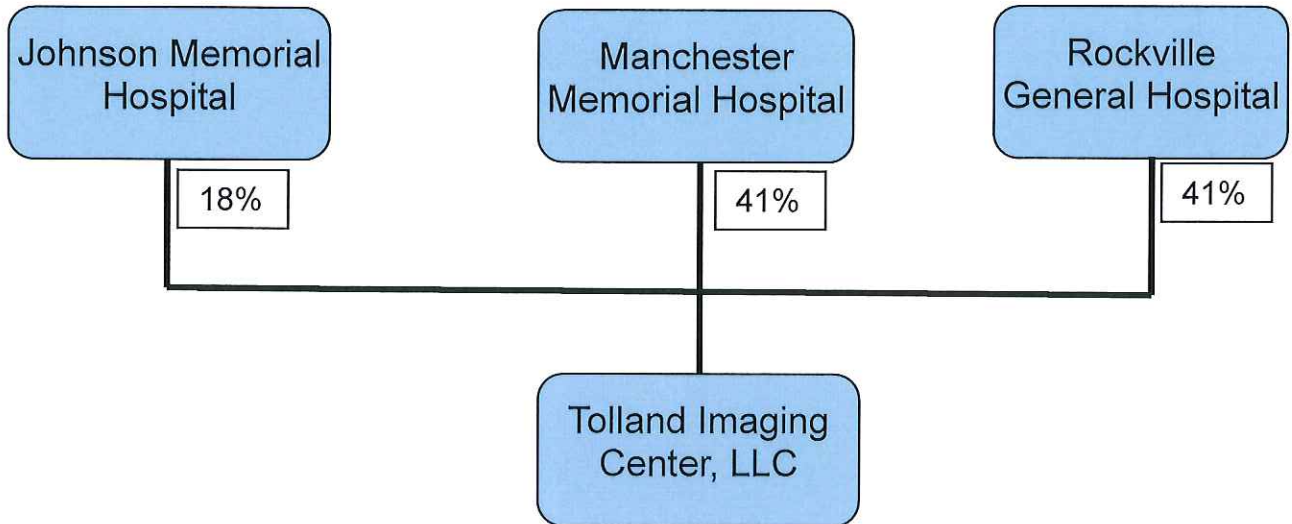 Johnson Memorial
Hospital
Manchester
Memorial Hospital
Rockville
General Hospital
18%
41%
41%
Tolland Imaging
Center, LLC